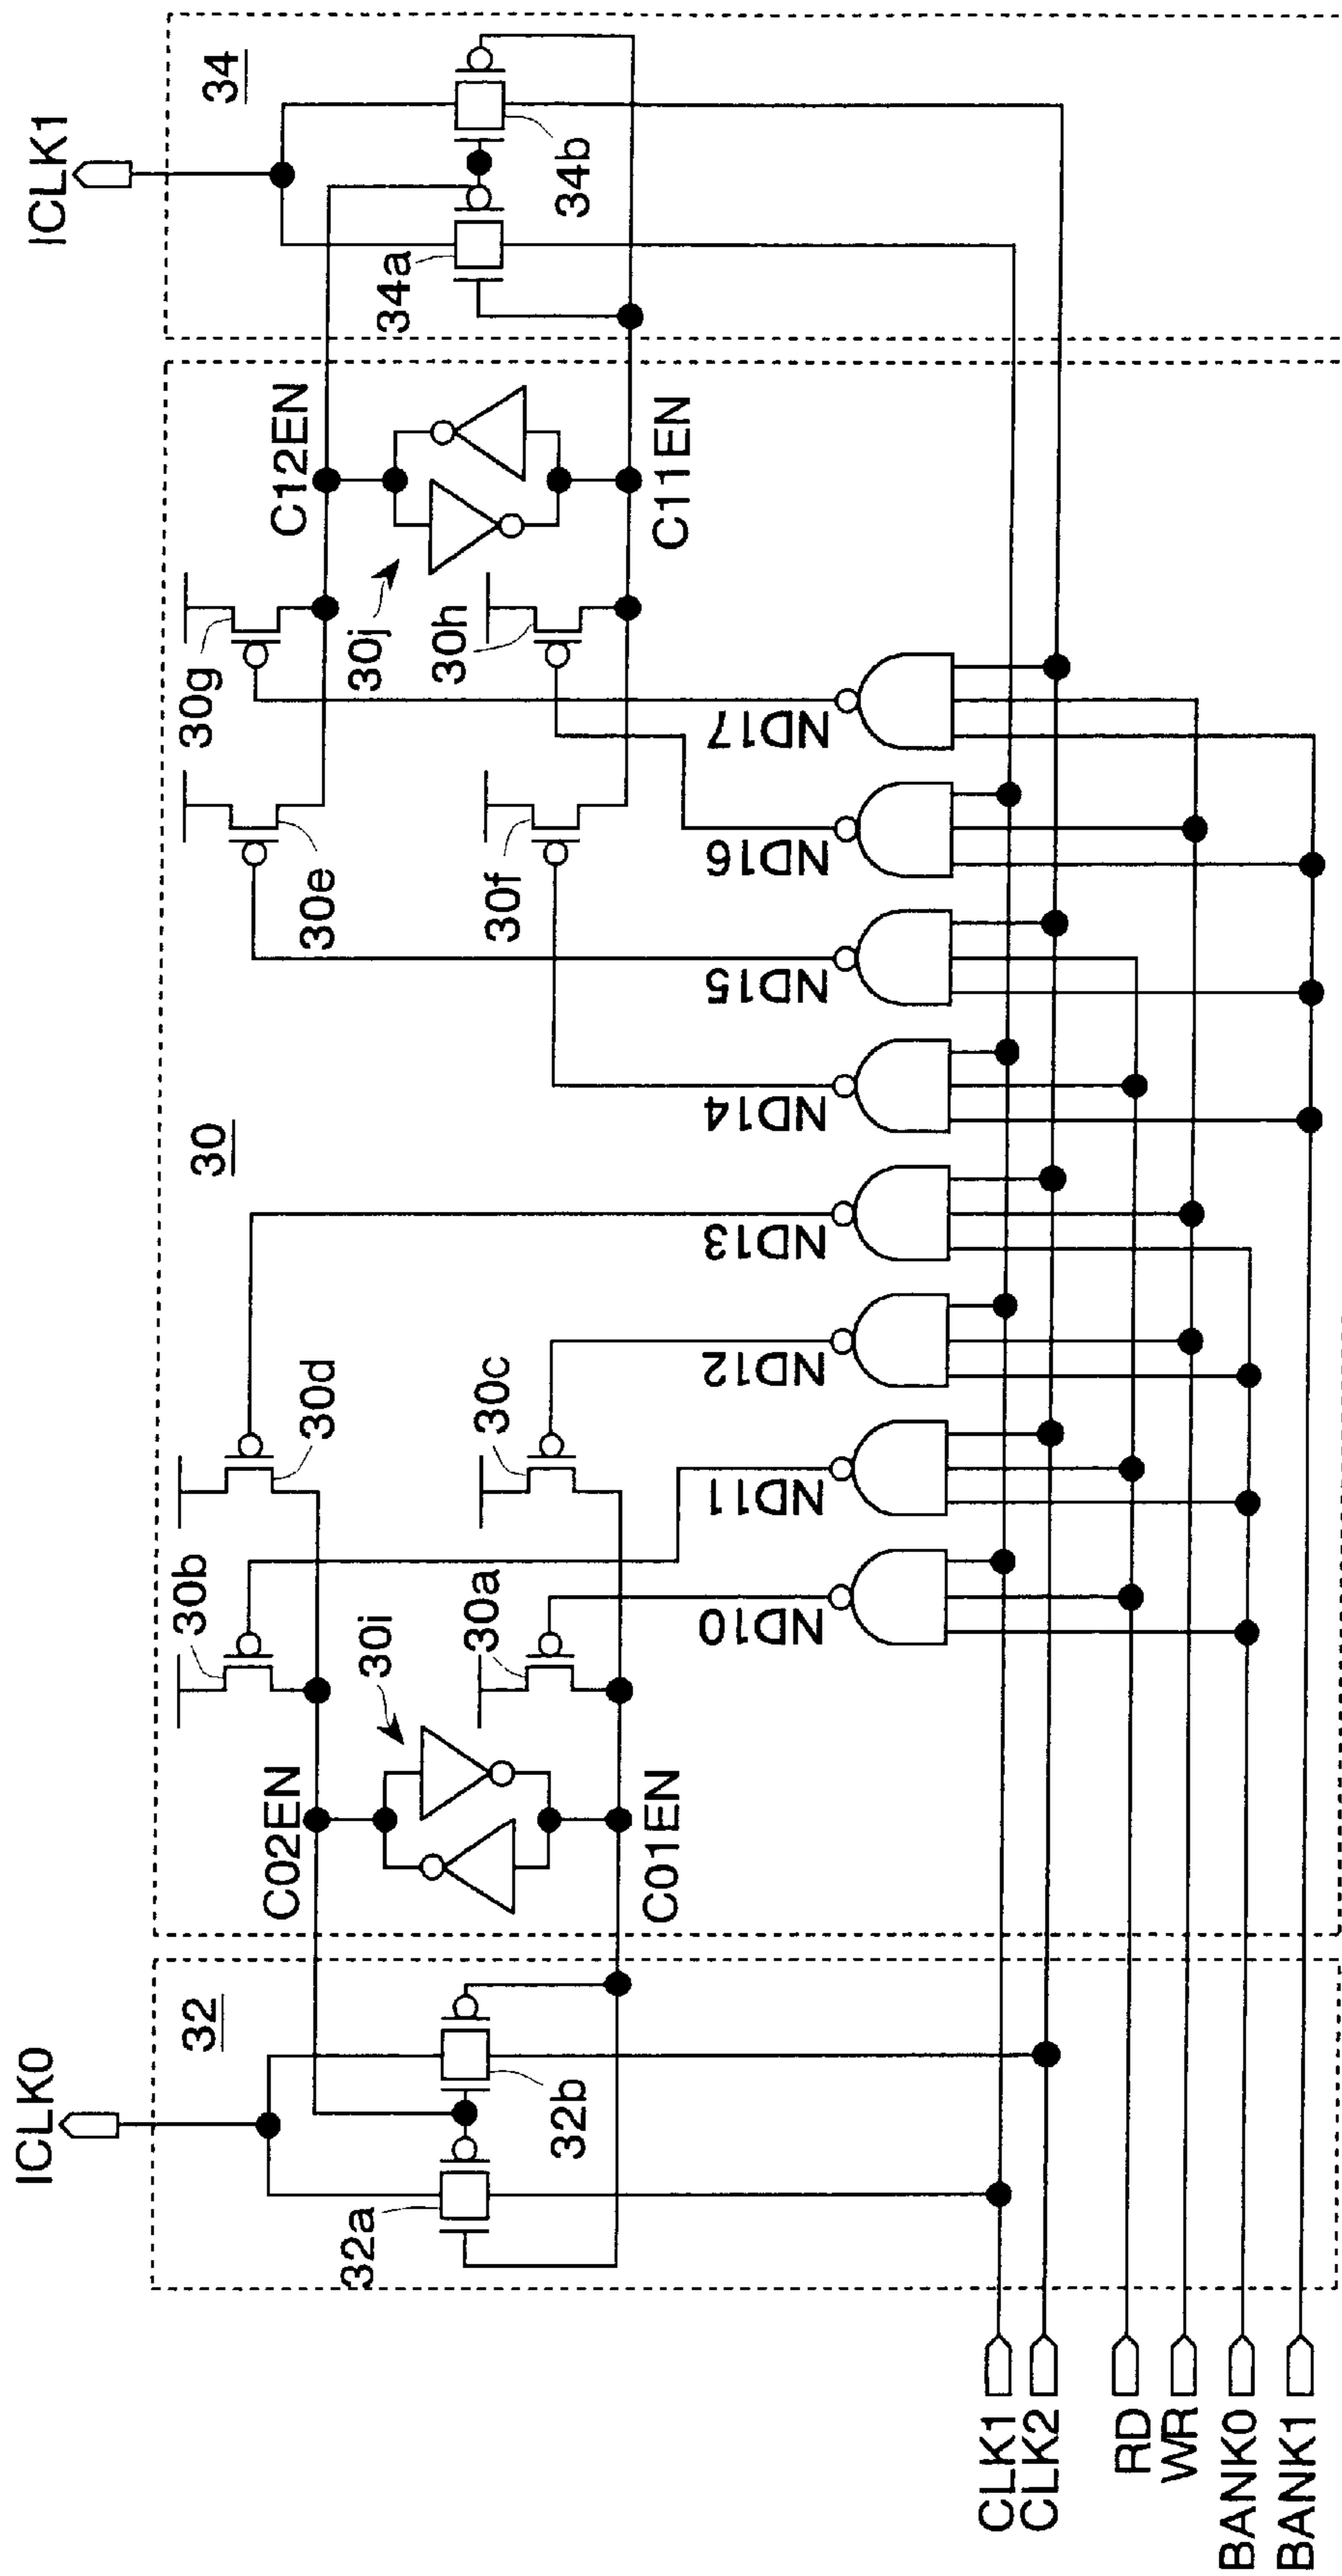 ICLK0
ICLK1
32
30
34
32a
32b
C02EN
C01EN
30i
30b
30a
30d
30c
30e
30f
30g
30h
30j
C12EN
C11EN
34a
34b
ND10
ND11
ND12
ND13
ND14
ND15
ND16
ND17
CLK1
CLK2
RD
WR
BANK0
BANK1